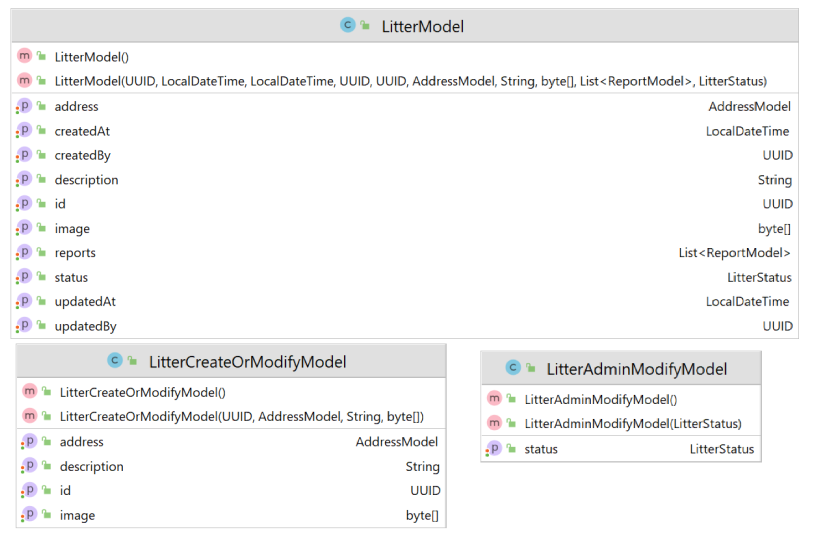 LitterModel
LitterModel()
LitterModel(UUID, LocalDateTime, LocalDateTime, UUID, UUID, AddressModel, String, byte[], List<ReportModel>, LitterStatus)
address AddressModel
createdAt LocalDateTime
createdBy UUID
description String
id UUID
image byte[]
reports List<ReportModel>
status LitterStatus
updatedAt LocalDateTime
updatedBy UUID
LitterCreateOrModifyModel
LitterCreateOrModifyModel()
LitterCreateOrModifyModel(UUID, AddressModel, String, byte[])
address AddressModel
description String
id UUID
image byte[]
LitterAdminModifyModel
LitterAdminModifyModel()
LitterAdminModifyModel(LitterStatus)
status LitterStatus